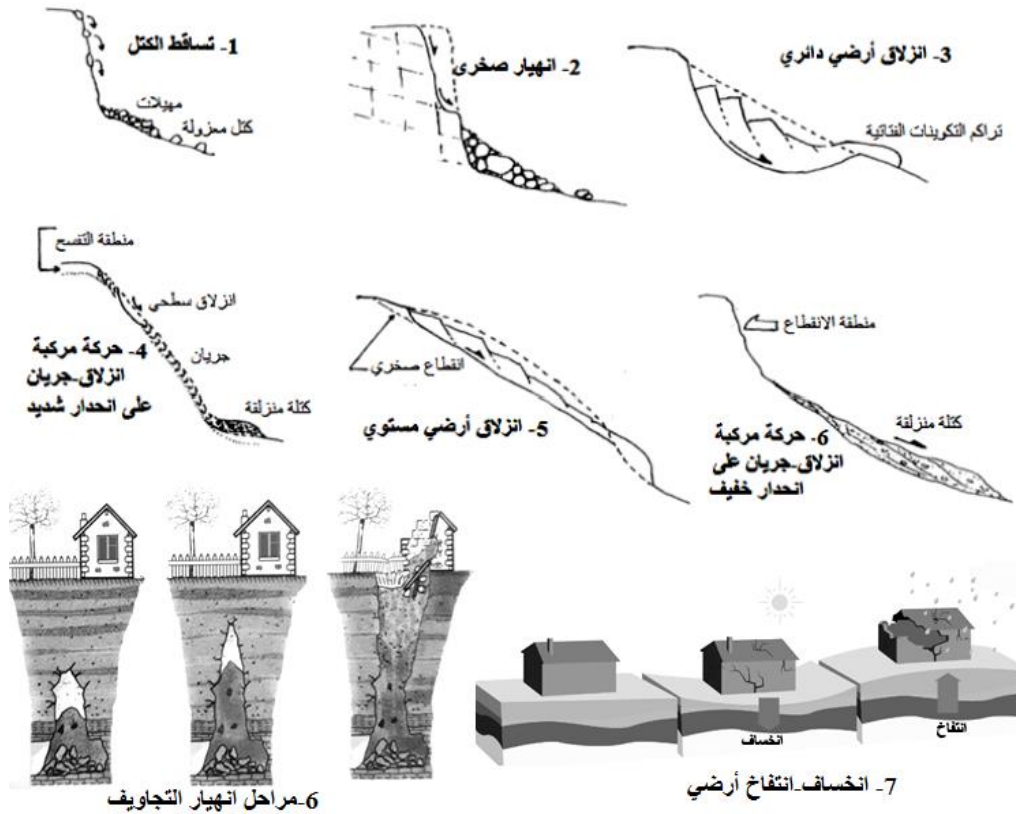 1- تساقط الكتل
مهيلات
كتل معزولة
2- انهيار صخري
3- انزلاق أرضي دائري
تراكم التكوينات الفتاتية
منطقة التفسح
انزلاق سطحي
جريان
4- حركة مركبة
انزلاق-جريان
على انحدار شديد
كتلة منزلقة
انقطاع صخري
5- انزلاق أرضي مستوي
منطقة الانقطاع
كتلة منزلقة
6- حركة مركبة
انزلاق-جريان على
انحدار خفيف
6-مراحل انهيار التجاويف
انخساف
انتفاخ
7- انخساف-انتفاخ أرضي